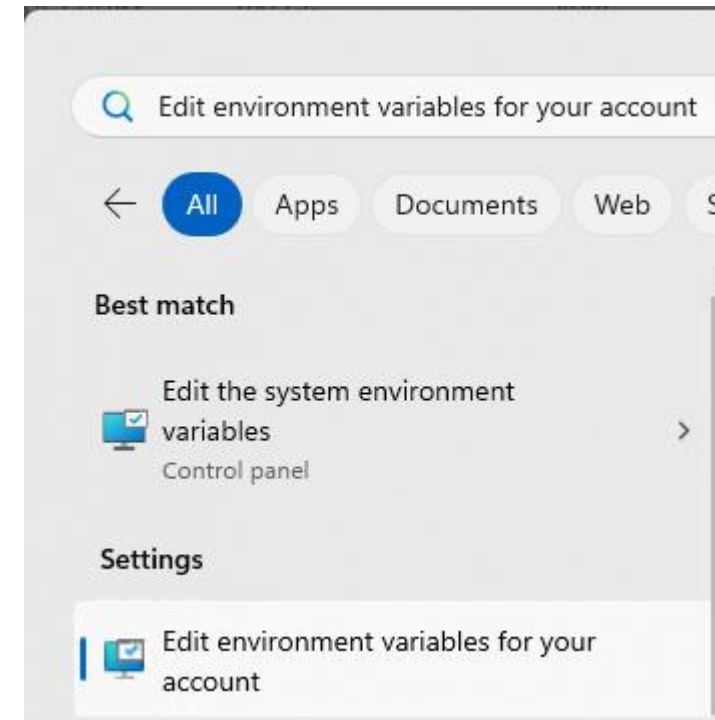 Edit environment variables for your account
All Apps Documents Web
Best match
Edit the system environment
variables
Control panel
Settings
Edit environment variables for your
account